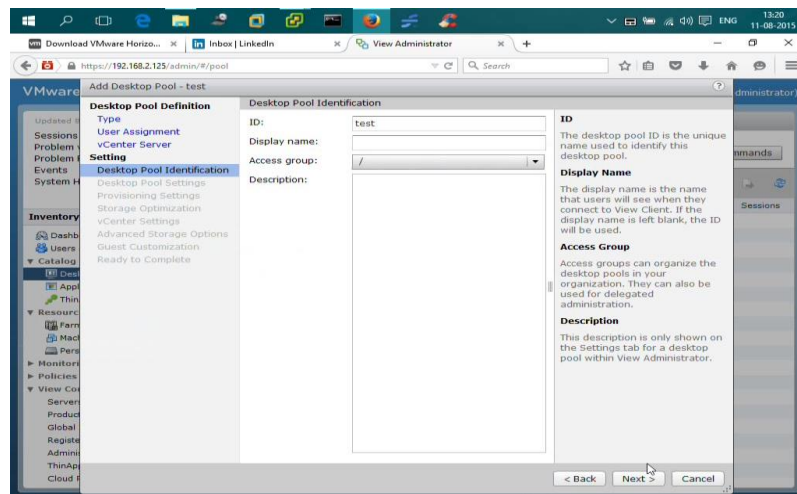 ENG
13:20
11-08-2015
Download VMware Horizo...
Inbox | LinkedIn
View Administrator
https://192.168.2.125/admin/#/pool
Search
VMware
dministrator)
Add Desktop Pool - test
Updated
Sessions
Problem
Problem
Events
System H
mmands
Sessions
Inventory
Dashb
Users
Catalog
Desk
Appl
Thin
Resourc
Farm
Mach
Pers
Monitori
Policies
View Con
Server
Product
Global
Registe
Admini
ThinAp
Cloud
Desktop Pool Definition
Type
User Assignment
vCenter Server
Setting
Desktop Pool Identification
Desktop Pool Settings
Provisioning Settings
Storage Optimization
vCenter Settings
Advanced Storage Options
Guest Customization
Ready to Complete
Desktop Pool Identification
ID:
test
Display name:
Access group:
/
Description:
ID
The desktop pool ID is the unique
name used to identify this
desktop pool.
Display Name
The display name is the name
that users will see when they
connect to View Client. If the
display name is left blank, the ID
will be used.
Access Group
Access groups can organize the
desktop pools in your
organization. They can also be
used for delegated
administration.
Description
This description is only shown on
the Settings tab for a desktop
pool within View Administrator.
< Back
Next >
Cancel